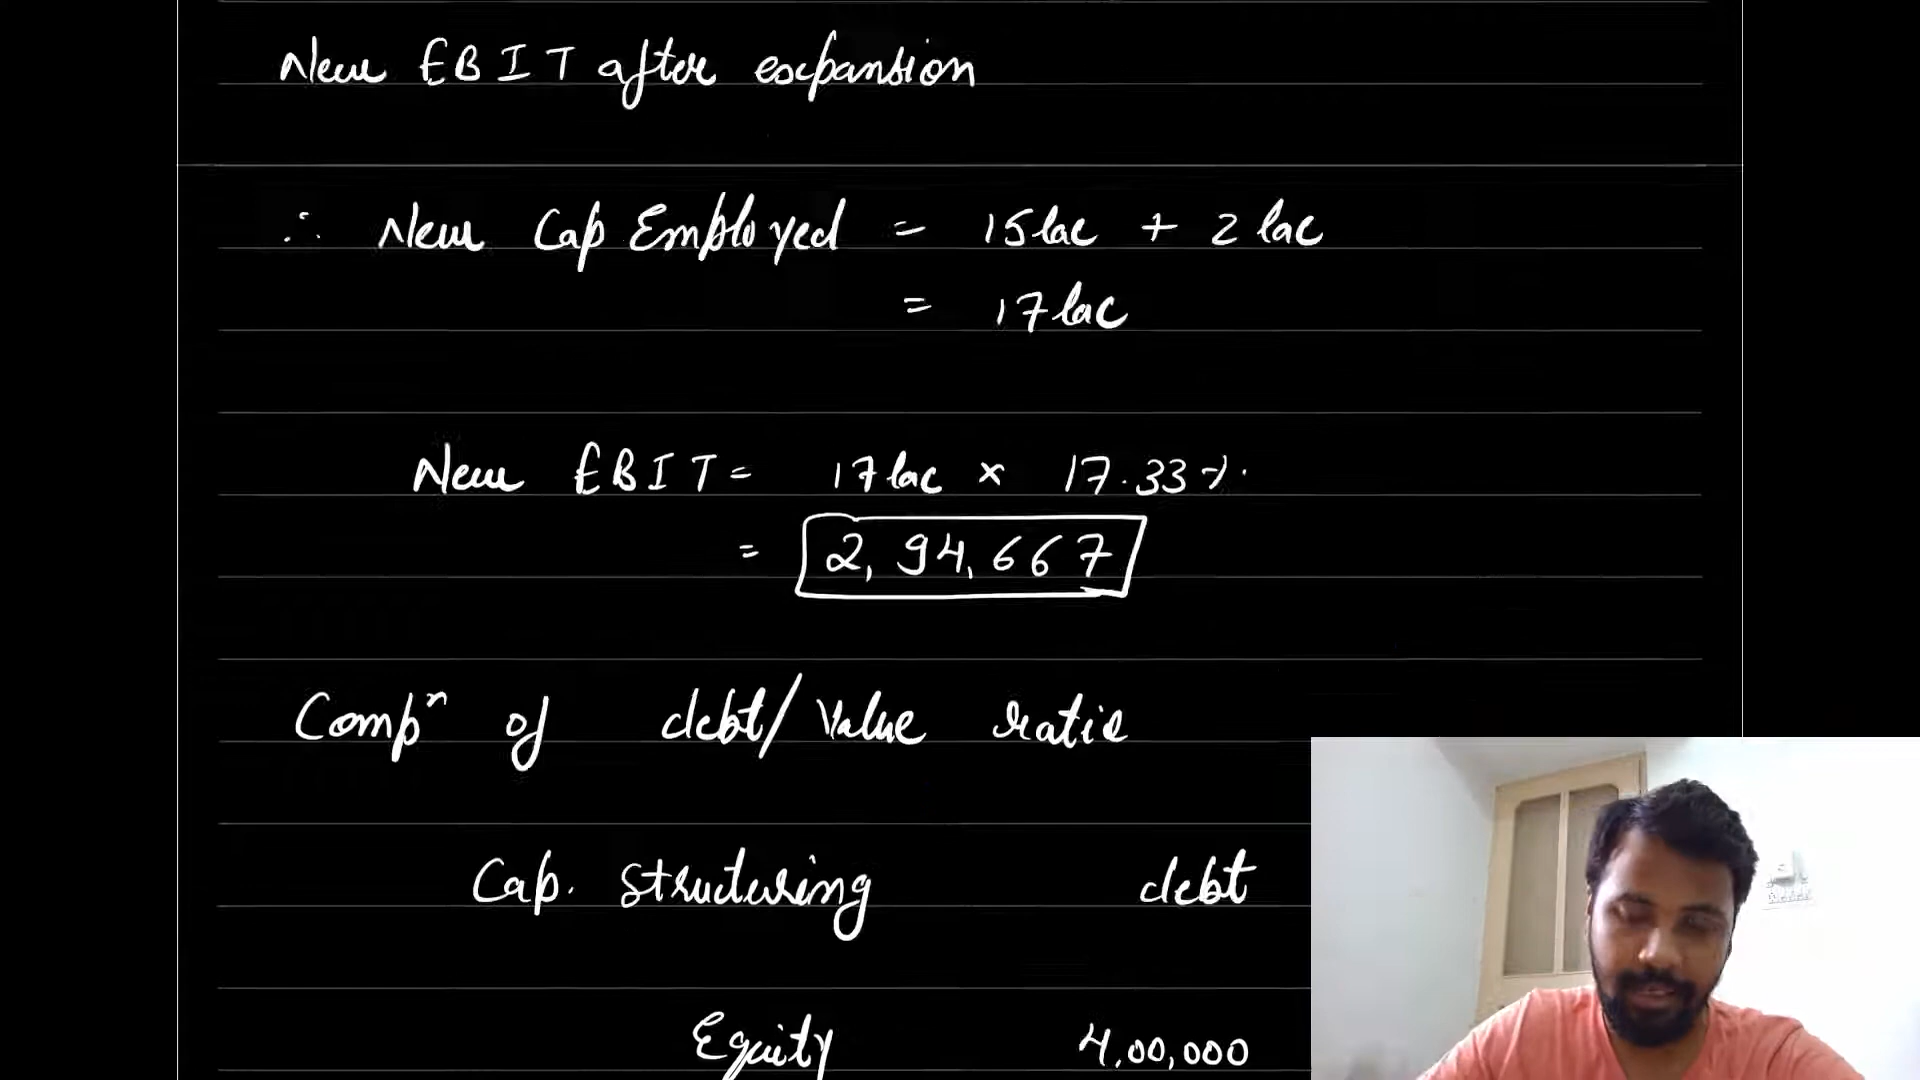 New EBIT after expansion
∴ New Cap Employed = 15 lac + 2 lac
= 17 lac
New EBIT = 17 lac × 17.33%
= 2,94,667
Compⁿ of debt/Value ratio
Cap. Structuring debt
Equity 4,00,000